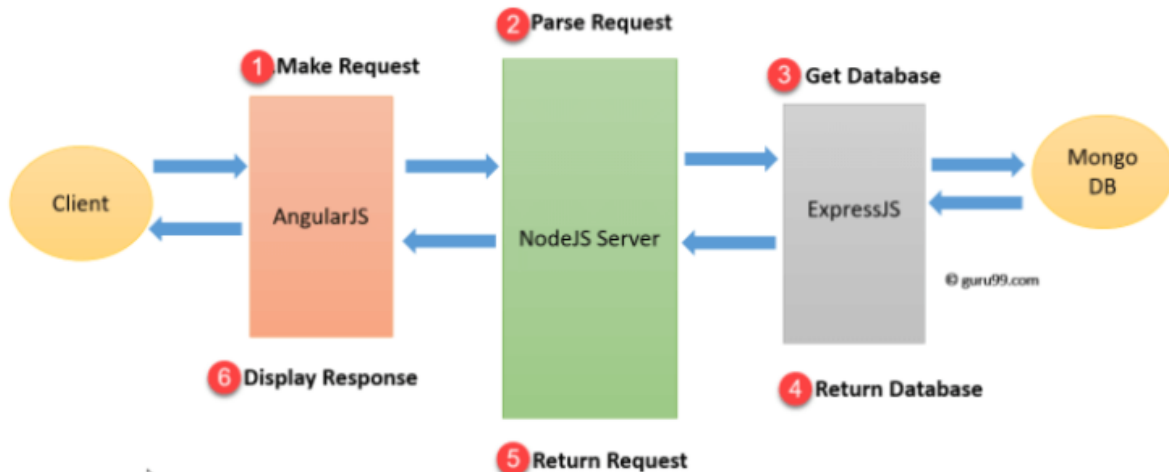 2 Parse Request
1 .Make Request
3 Get Database
Client
AngularJS
NodeJS Server
ExpressJS
Mongo
DB
© guru99.com
6 Display Response
4 Return Database
5 Return Request